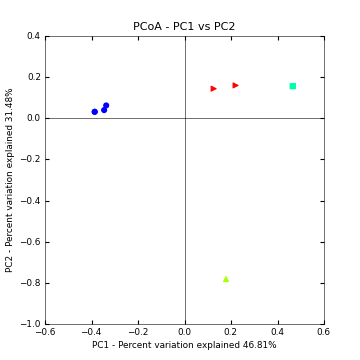 PCoA - PC1 vs PC2
0.4
0.2
0.0
−0.2
−0.4
−0.6
−0.8
−1.0
PC2 - Percent variation explained 31.48%
−0.6 −0.4 −0.2 0.0 0.2 0.4 0.6
PC1 - Percent variation explained 46.81%